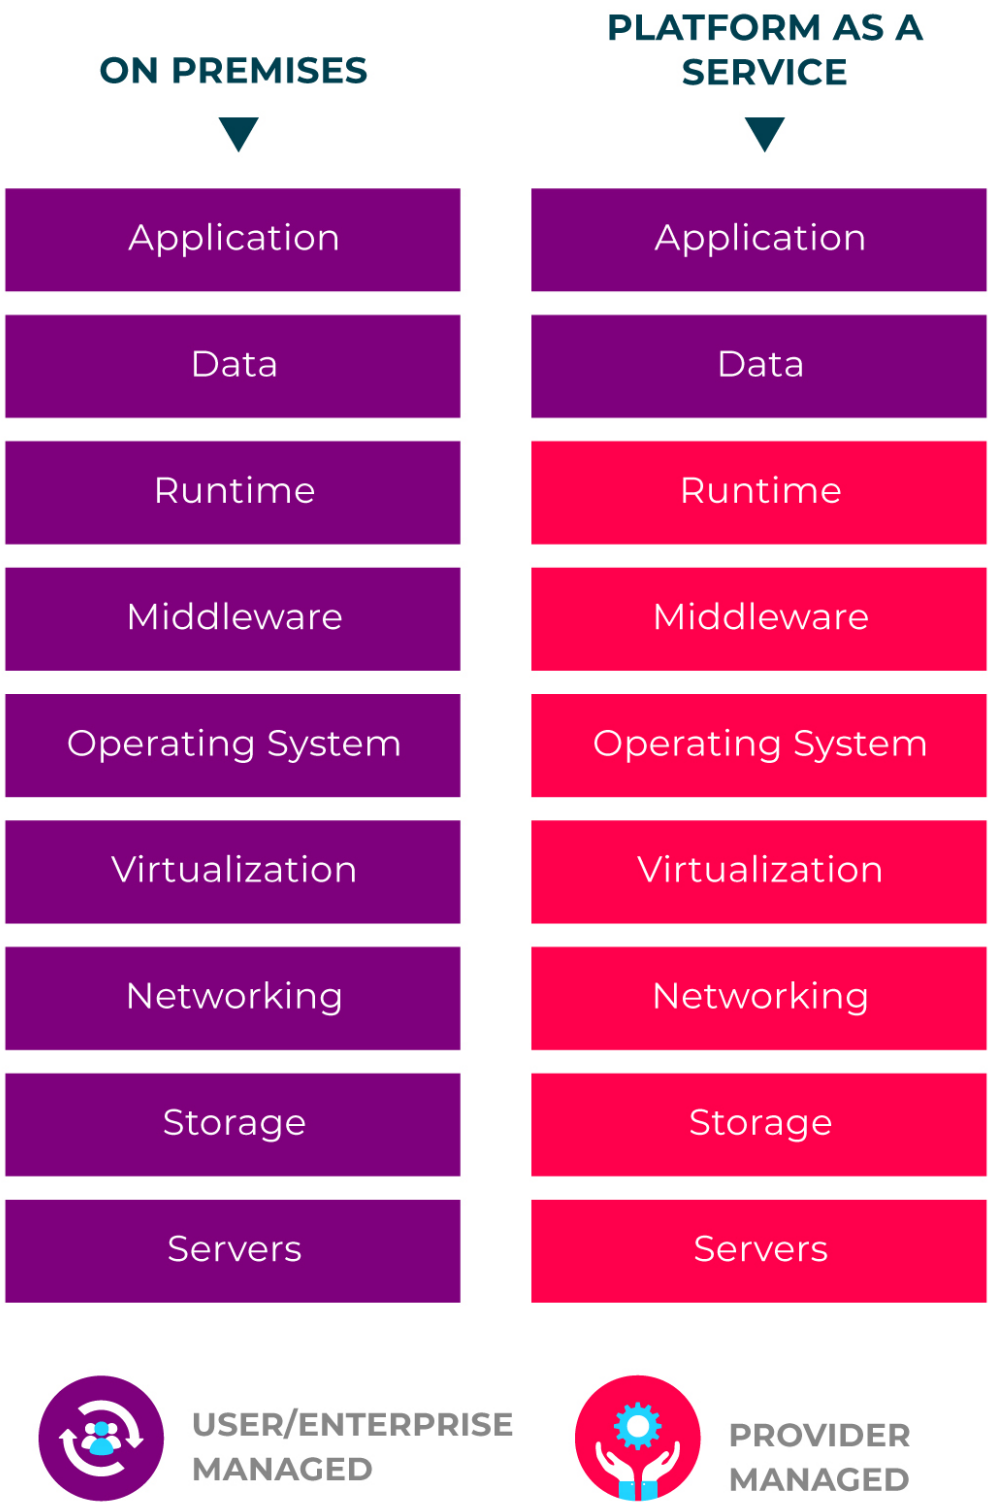 ON PREMISES
Application
Data
Runtime
Middleware
Operating System
Virtualization
Networking
Storage
Servers
PLATFORM AS A
SERVICE
Application
Data
Runtime
Middleware
Operating System
Virtualization
Networking
Storage
Servers
USER/ENTERPRISE
MANAGED
PROVIDER
MANAGED